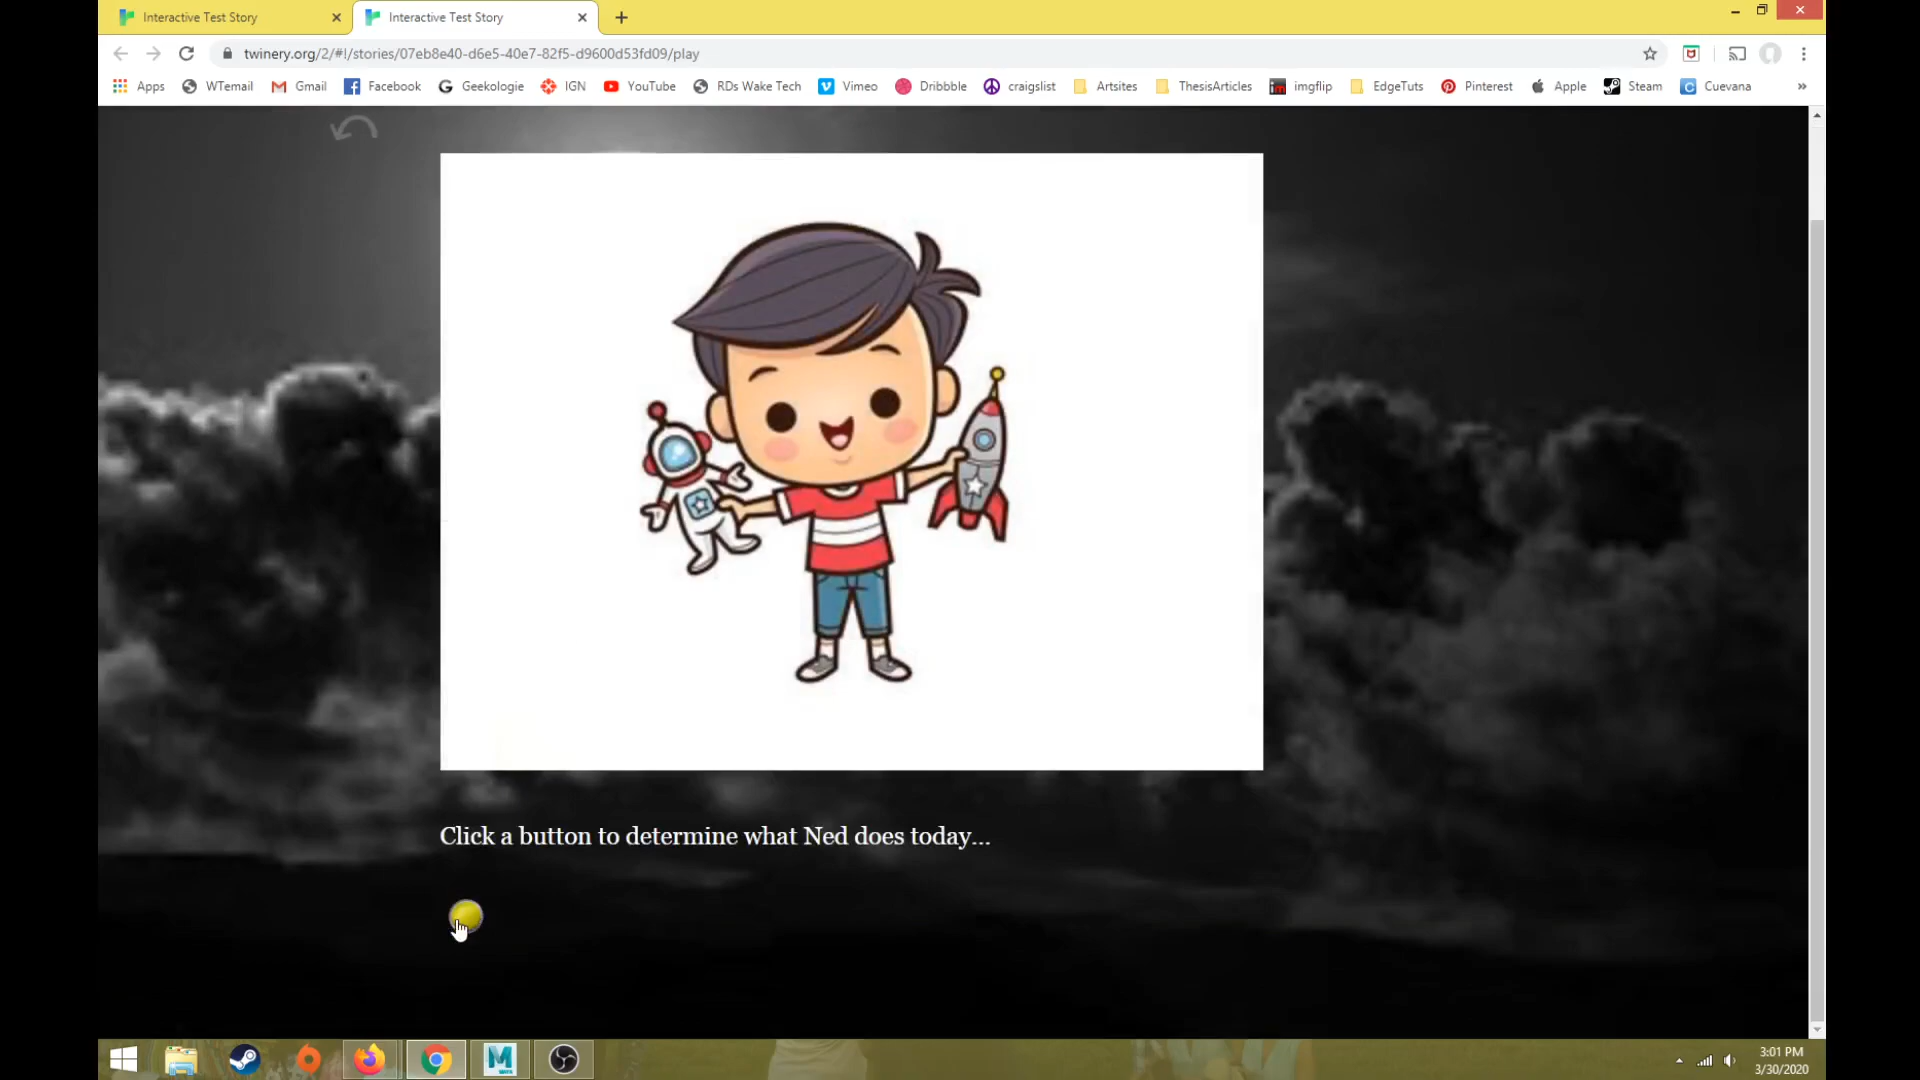 Interactive Test Story
Interactive Test Story
twinery.org/2/#!/stories/07eb8e40-d6e5-40e7-82f5-d9600d53fd09/play
Apps WTemail Gmail Facebook Geekologie IGN YouTube RDs Wake Tech Vimeo Dribbble craigslist Artsites ThesisArticles imgflip EdgeTuts Pinterest Apple Steam Cuevana »
Click a button to determine what Ned does today...
3:01 PM
3/30/2020